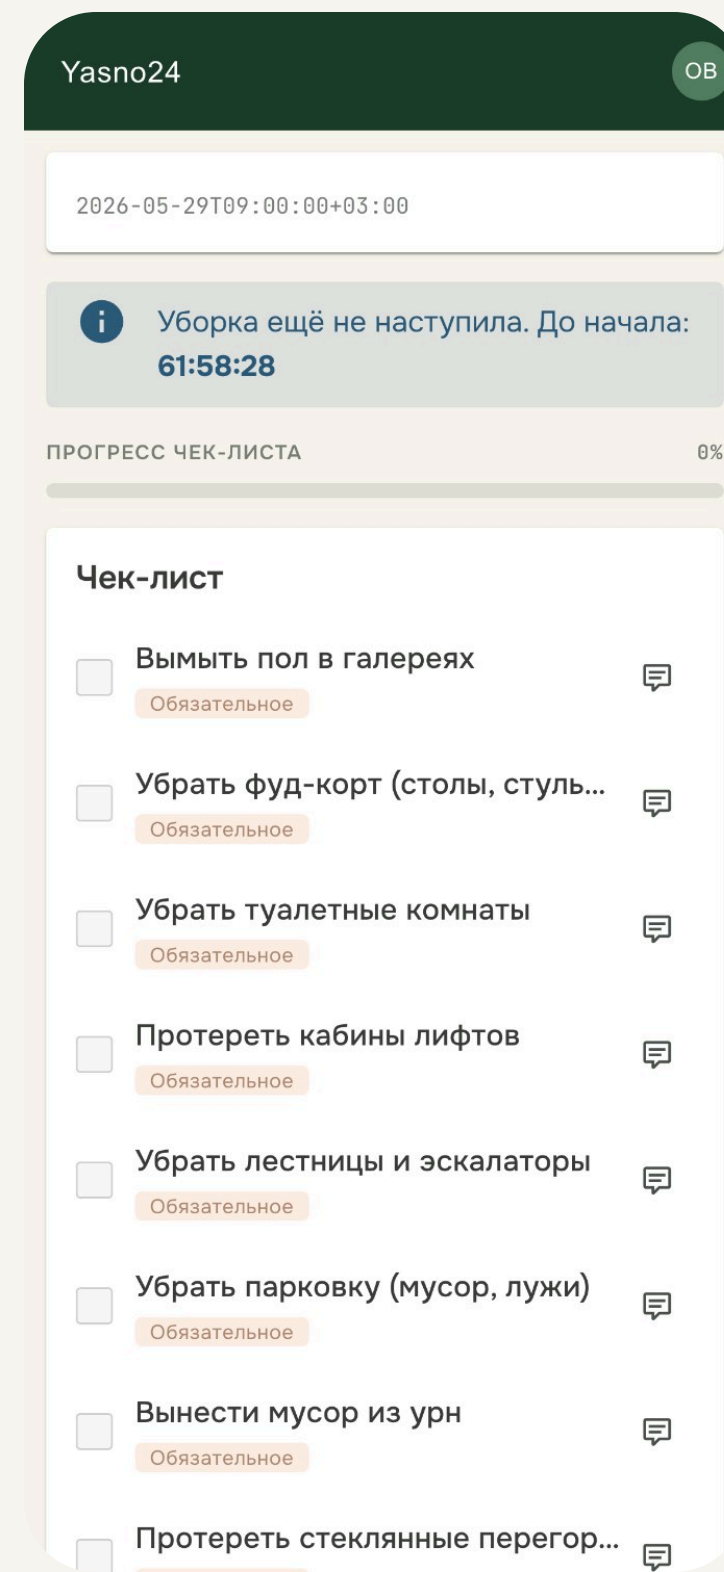 Yasno24
OB
2026-05-29T09:00:00+03:00
Уборка ещё не наступила. До начала:
61:58:28
ПРОГРЕСС ЧЕК-ЛИСТА 0%
Чек-лист
Вымыть пол в галереях
Обязательное
Убрать фуд-корт (столы, стуль...
Обязательное
Убрать туалетные комнаты
Обязательное
Протереть кабины лифтов
Обязательное
Убрать лестницы и эскалаторы
Обязательное
Убрать парковку (мусор, лужи)
Обязательное
Вынести мусор из урн
Обязательное
Протереть стеклянные перегор...